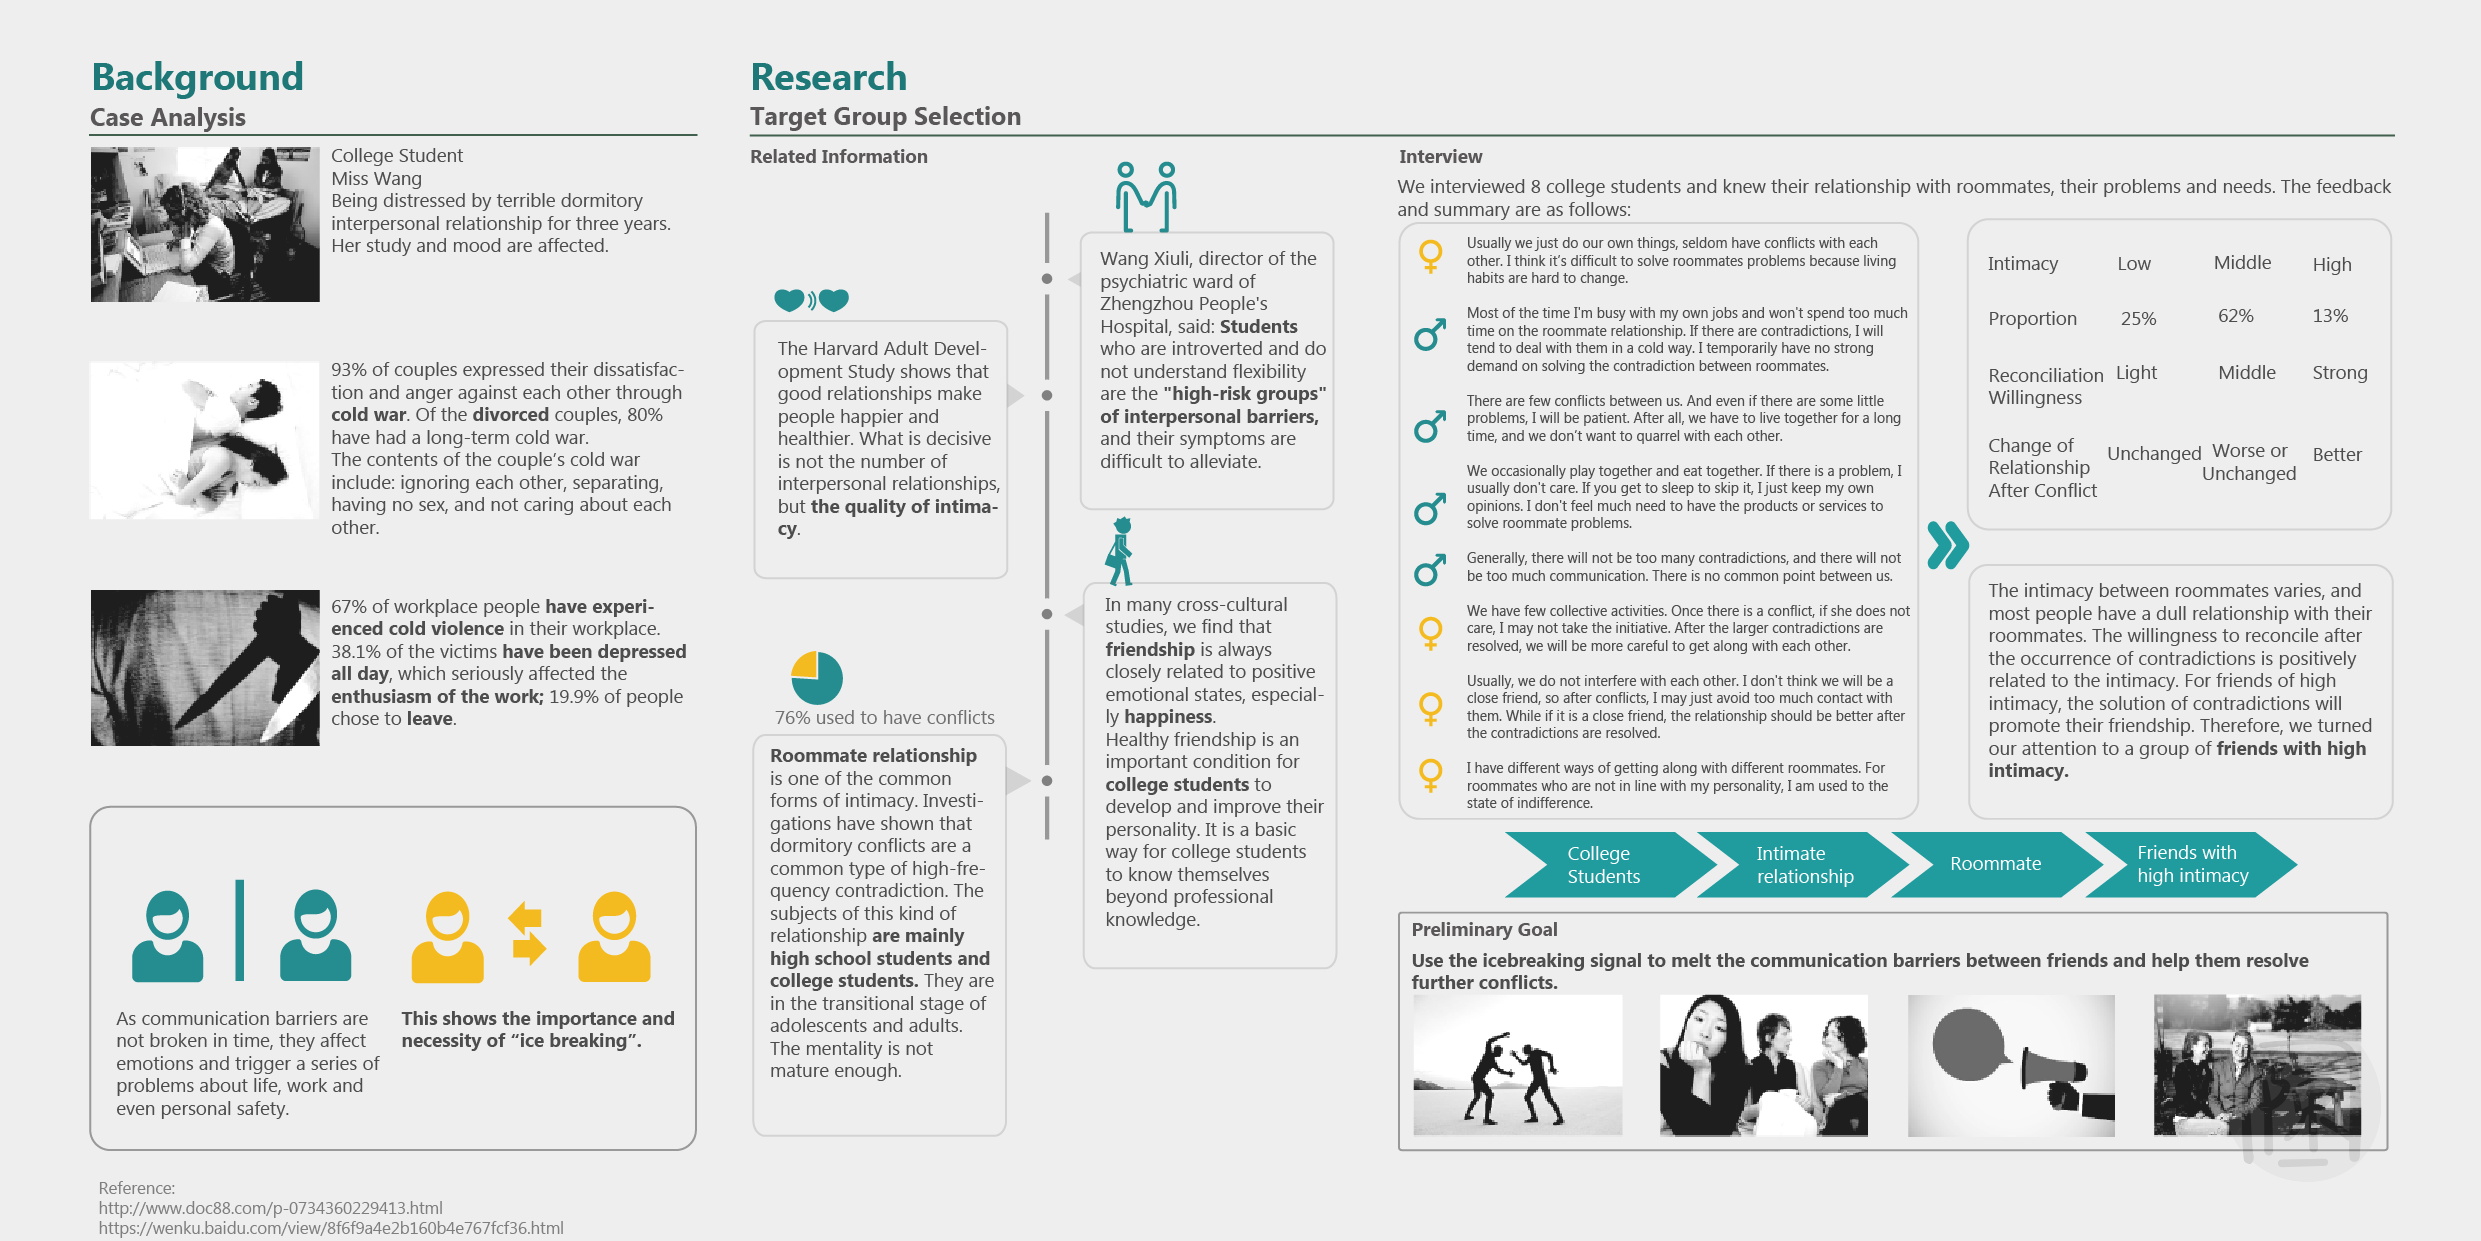 Background
Case Analysis
College Student
Miss Wang
Being distressed by terrible dormitory
interpersonal relationship for three years.
Her study and mood are affected.
93% of couples expressed their dissatisfac-
tion and anger against each other through
cold war. Of the divorced couples, 80%
have had a long-term cold war.
The contents of the couple's cold war
include: ignoring each other, separating,
having no sex, and not caring about each
other.
67% of workplace people have experi-
enced cold violence in their workplace.
38.1% of the victims have been depressed
all day, which seriously affected the
enthusiasm of the work; 19.9% of people
chose to leave.
As communication barriers are
not broken in time, they affect
emotions and trigger a series of
problems about life, work and
even personal safety.
This shows the importance and
necessity of “ice breaking”.
Reference:
http://www.doc88.com/p-0734360229413.html
https://wenku.baidu.com/view/8f6f9a4e2b160b4e767fcf36.html
Research
Target Group Selection
Related Information
The Harvard Adult Devel-
opment Study shows that
good relationships make
people happier and
healthier. What is decisive
is not the number of
interpersonal relationships,
but the quality of intima-
cy.
76% used to have conflicts
Roommate relationship
is one of the common
forms of intimacy. Investi-
gations have shown that
dormitory conflicts are a
common type of high-fre-
quency contradiction. The
subjects of this kind of
relationship are mainly
high school students and
college students. They are
in the transitional stage of
adolescents and adults.
The mentality is not
mature enough.
Wang Xiuli, director of the
psychiatric ward of
Zhengzhou People's
Hospital, said: Students
who are introverted and do
not understand flexibility
are the "high-risk groups"
of interpersonal barriers,
and their symptoms are
difficult to alleviate.
In many cross-cultural
studies, we find that
friendship is always
closely related to positive
emotional states, especial-
ly happiness.
Healthy friendship is an
important condition for
college students to
develop and improve their
personality. It is a basic
way for college students
to know themselves
beyond professional
knowledge.
Interview
We interviewed 8 college students and knew their relationship with roommates, their problems and needs. The feedback
and summary are as follows:
Usually we just do our own things, seldom have conflicts with each
other. I think it's difficult to solve roommates problems because living
habits are hard to change.
Most of the time I'm busy with my own jobs and won't spend too much
time on the roommate relationship. If there are contradictions, I will
tend to deal with them in a cold way. I temporarily have no strong
demand on solving the contradiction between roommates.
There are few conflicts between us. And even if there are some little
problems, I will be patient. After all, we have to live together for a long
time, and we don't want to quarrel with each other.
We occasionally play together and eat together. If there is a problem, I
usually don't care. If you get to sleep to skip it, I just keep my own
opinions. I don't feel much need to have the products or services to
solve roommate problems.
Generally, there will not be too many contradictions, and there will not
be too much communication. There is no common point between us.
We have few collective activities. Once there is a conflict, if she does not
care, I may not take the initiative. After the larger contradictions are
resolved, we will be more careful to get along with each other.
Usually, we do not interfere with each other. I don't think we will be a
close friend, so after conflicts, I may just avoid too much contact with
them. While if it is a close friend, the relationship should be better after
the contradictions are resolved.
I have different ways of getting along with different roommates. For
roommates who are not in line with my personality, I am used to the
state of indifference.
Intimacy Low Middle High
Proportion 25% 62% 13%
Reconciliation Light Middle Strong
Willingness
Change of
Relationship Unchanged Worse or Better
After Conflict Unchanged
The intimacy between roommates varies, and
most people have a dull relationship with their
roommates. The willingness to reconcile after
the occurrence of contradictions is positively
related to the intimacy. For friends of high
intimacy, the solution of contradictions will
promote their friendship. Therefore, we turned
our attention to a group of friends with high
intimacy.
College
Students
Intimate
relationship
Roommate
Friends with
high intimacy
Preliminary Goal
Use the icebreaking signal to melt the communication barriers between friends and help them resolve
further conflicts.